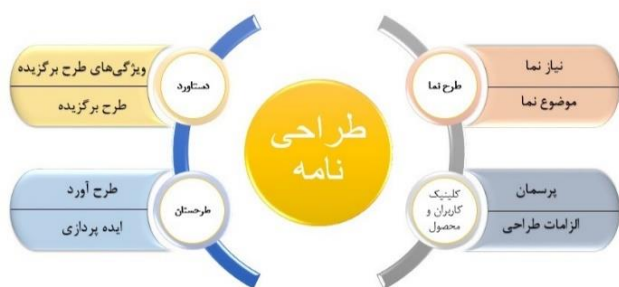 طراحی
نامه
طرح نما
نیاز نما
موضوع نما
کلینیک
کاربران و
محصول
پرسمان
الزامات طراحی
دستاورد
ویژگی‌های طرح برگزیده
طرح برگزیده
طرحستان
طرح آورد
ایده پردازی